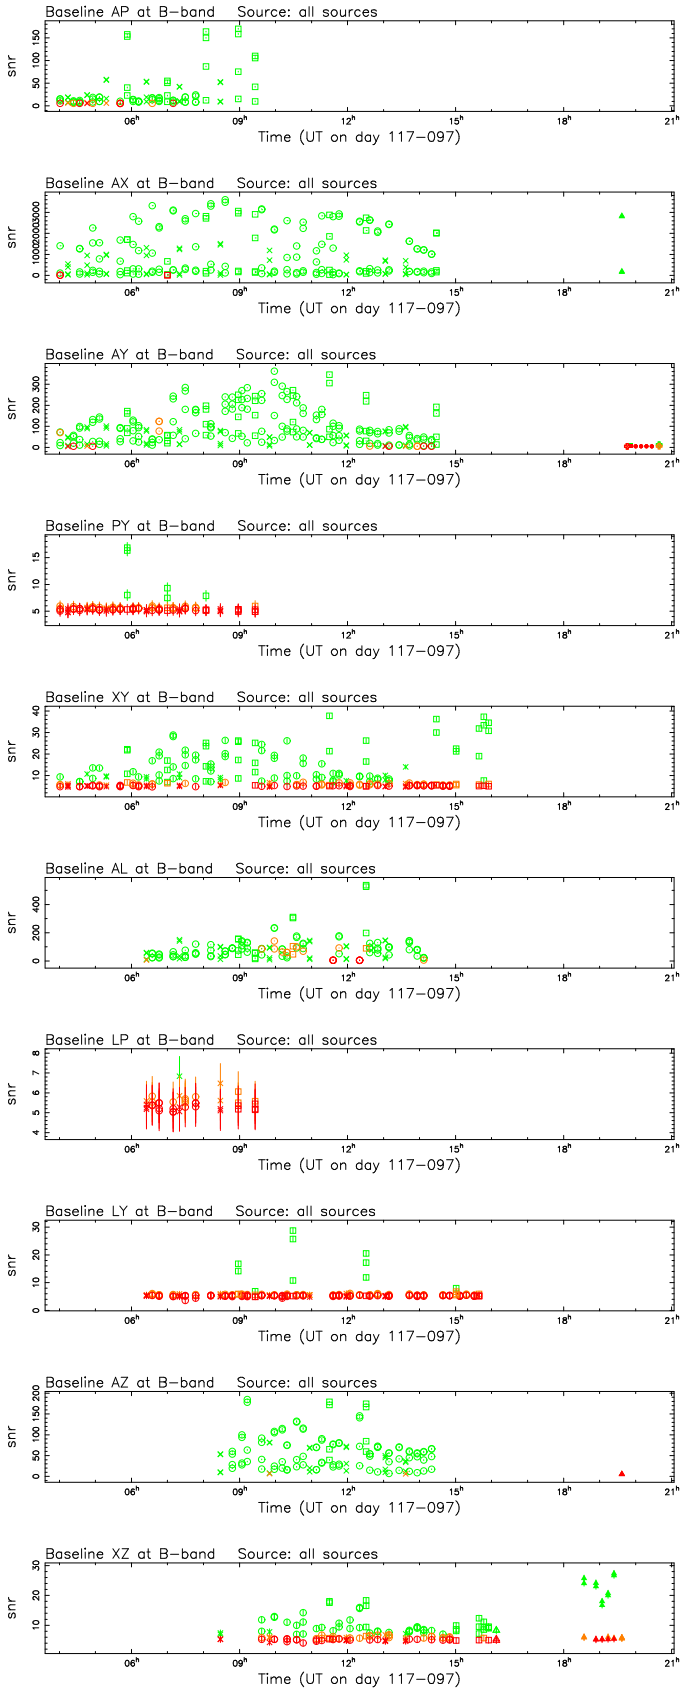 Baseline AP at B-band Source: all sources
snr
0 50 100 150
09h 12h 15h 18h 21h
Time (UT on day 117-097)
Baseline AX at B-band Source: all sources
snr
0 1000 2000 3000
06h 09h 12h 15h 18h 21h
Time (UT on day 117-097)
Baseline AY at B-band Source: all sources
snr
0 100 200 300
06h 09h 12h 15h 18h 21h
Time (UT on day 117-097)
Baseline PY at B-band Source: all sources
snr
5 10 15
06h 09h 12h 15h 18h 21h
Time (UT on day 117-097)
Baseline XY at B-band Source: all sources
snr
10 20 30 40
06h 09h 12h 15h 18h 21h
Time (UT on day 117-097)
Baseline AL at B-band Source: all sources
snr
0 200 400
06h 09h 12h 15h 18h 21h
Time (UT on day 117-097)
Baseline LP at B-band Source: all sources
snr
4 5 6 7 8
06h 09h 12h 15h 18h 21h
Time (UT on day 117-097)
Baseline LY at B-band Source: all sources
snr
0 10 20 30
06h 09h 12h 15h 18h 21h
Time (UT on day 117-097)
Baseline AZ at B-band Source: all sources
snr
0 50 100 150 200
06h 09h 12h 15h 18h 21h
Time (UT on day 117-097)
Baseline XZ at B-band Source: all sources
snr
10 20 30
06h 09h 12h 15h 18h 21h
Time (UT on day 117-097)